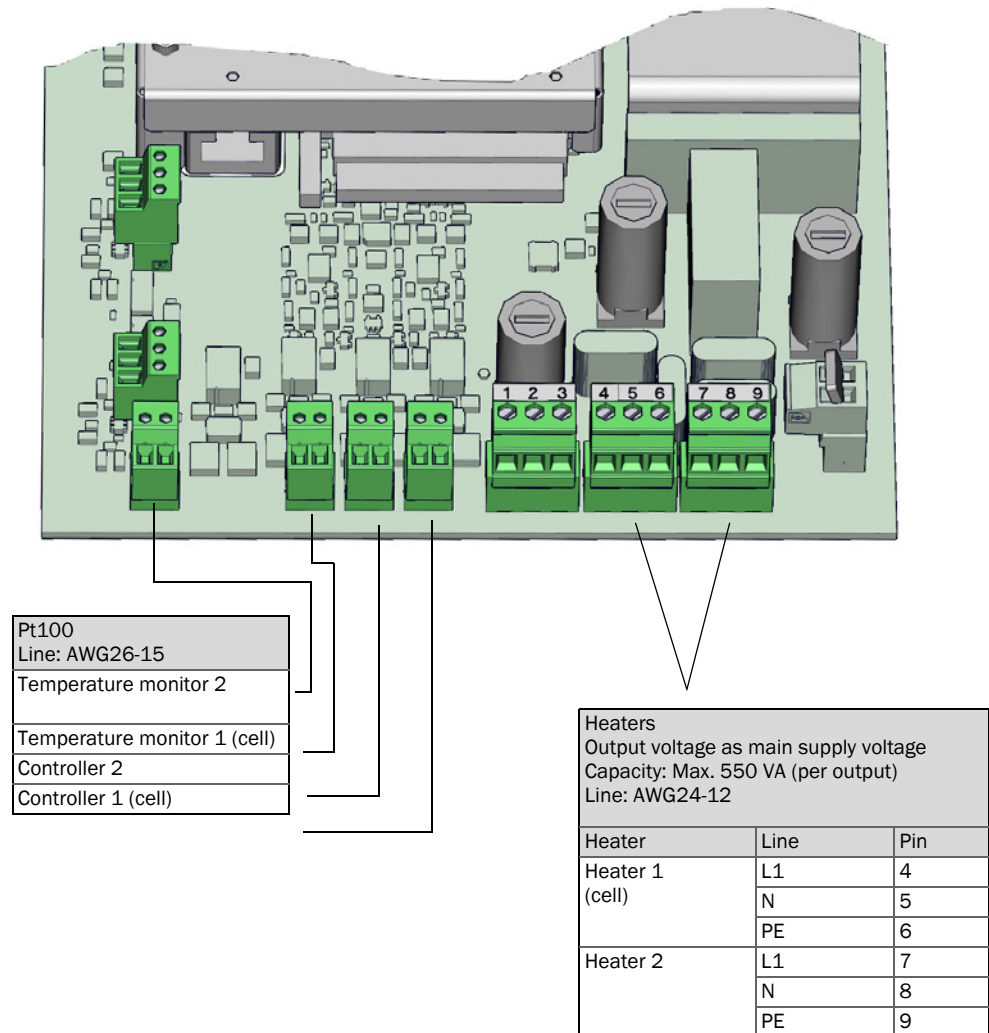 1 2 3 4 5 6 7 8 9
Pt100
Line: AWG26-15
Temperature monitor 2
Temperature monitor 1 (cell)
Controller 2
Controller 1 (cell)
Heaters
Output voltage as main supply voltage
Capacity: Max. 550 VA (per output)
Line: AWG24-12
Heater Line Pin
Heater 1 L1 4
(cell)
N 5
PE 6
Heater 2 L1 7
N 8
PE 9